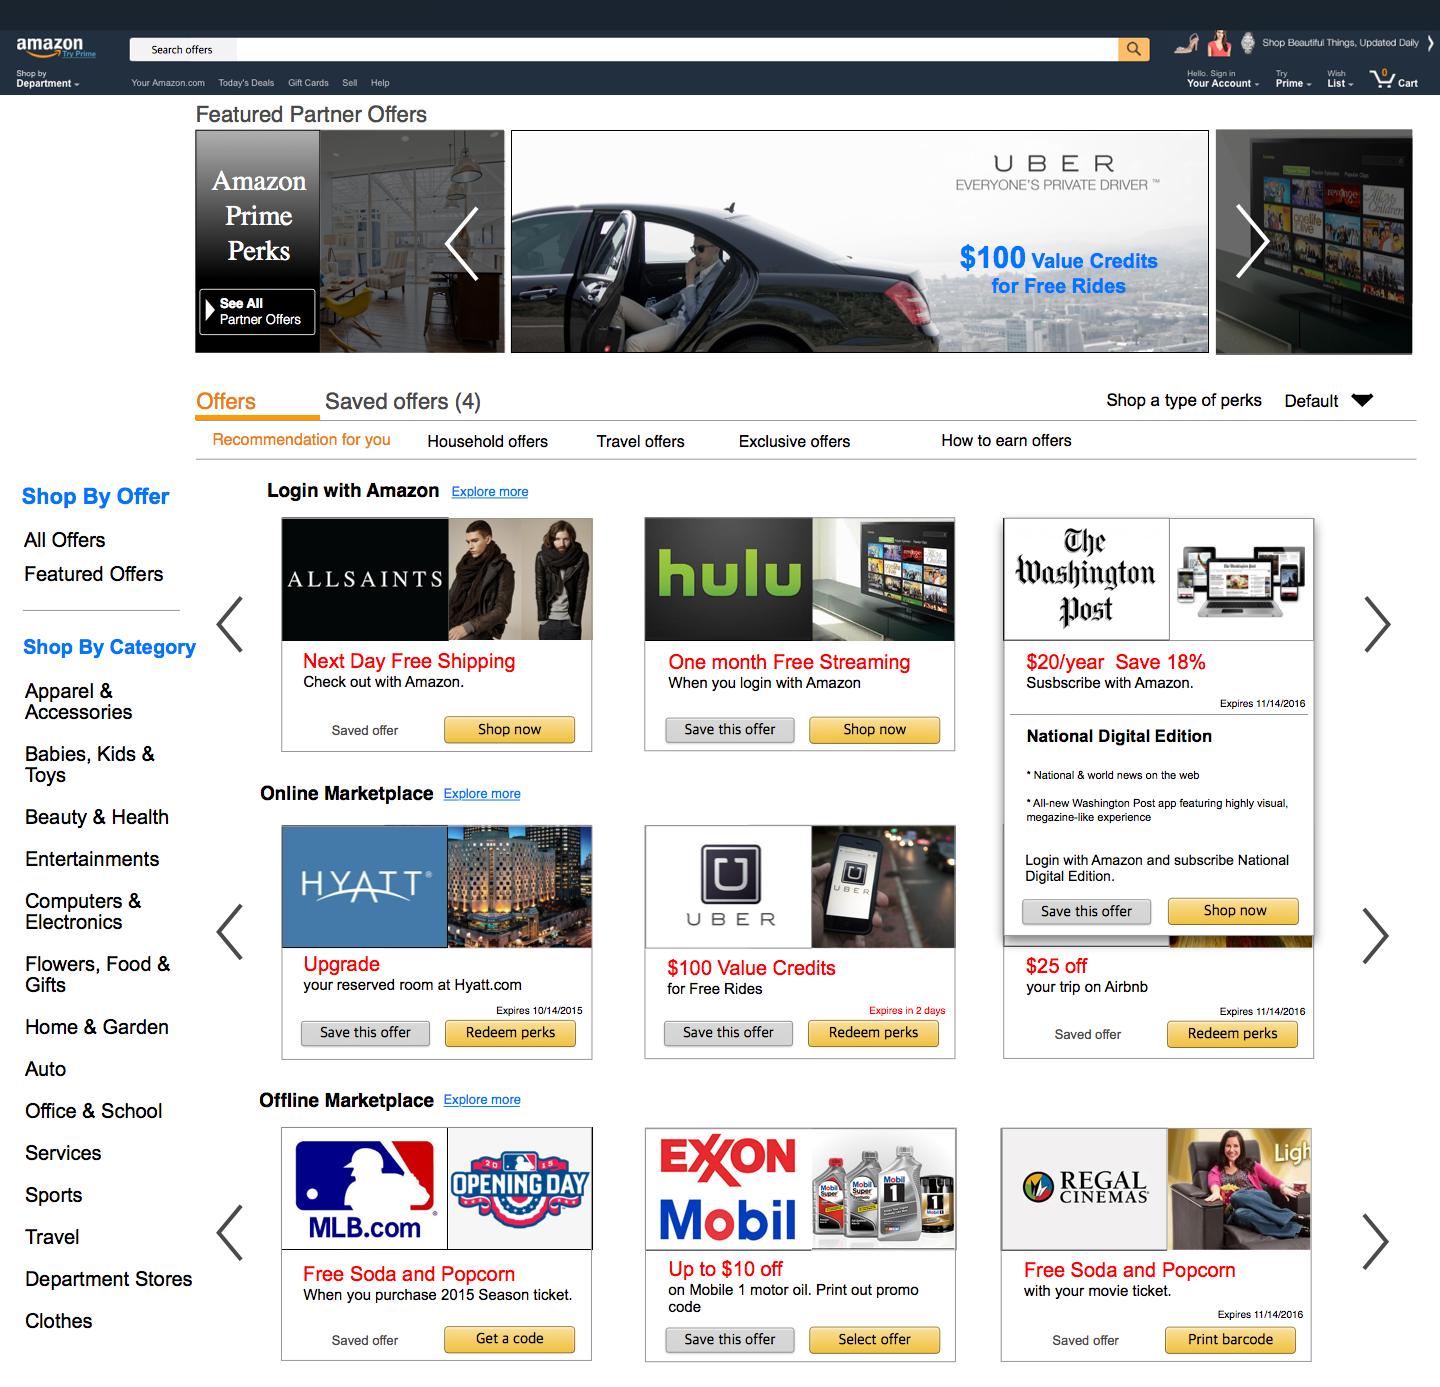 amazon
Try Prime
Search offers
Shop Beautiful Things, Updated Daily
Shop by
Department
Your Amazon.com Today's Deals Gift Cards Sell Help
Hello. Sign in
Your Account
Try
Prime
Wish
List
0
Cart
Featured Partner Offers
Amazon
Prime
Perks
See All
Partner Offers
UBER
EVERYONE'S PRIVATE DRIVER ™
$100 Value Credits
for Free Rides
Offers
Saved offers (4)
Shop a type of perks Default
Recommendation for you Household offers Travel offers Exclusive offers How to earn offers
Shop By Offer
All Offers
Featured Offers
Shop By Category
Apparel &
Accessories
Babies, Kids &
Toys
Beauty & Health
Entertainments
Computers &
Electronics
Flowers, Food &
Gifts
Home & Garden
Auto
Office & School
Services
Sports
Travel
Department Stores
Clothes
Login with Amazon Explore more
ALLSAINTS
Next Day Free Shipping
Check out with Amazon.
Saved offer Shop now
hulu
One month Free Streaming
When you login with Amazon
Save this offer Shop now
The
Washington
Post
$20/year Save 18%
Susbscribe with Amazon.
Expires 11/14/2016
National Digital Edition
* National & world news on the web
* All-new Washington Post app featuring highly visual,
megazine-like experience
Login with Amazon and subscribe National
Digital Edition.
Save this offer Shop now
Online Marketplace Explore more
HYATT®
Upgrade
your reserved room at Hyatt.com
Expires 10/14/2015
Save this offer Redeem perks
UBER
UBER
$100 Value Credits
for Free Rides
Expires in 2 days
Save this offer Redeem perks
$25 off
your trip on Airbnb
Expires 11/14/2016
Saved offer Redeem perks
Offline Marketplace Explore more
MLB.com
2015
OPENING DAY
Free Soda and Popcorn
When you purchase 2015 Season ticket.
Saved offer Get a code
EXXON
Mobil
Mobil Super
Mobil Super
Mobil 1
1
Up to $10 off
on Mobile 1 motor oil. Print out promo
code
Save this offer Select offer
REGAL
CINEMAS
Ligh
Free Soda and Popcorn
with your movie ticket.
Expires 11/14/2016
Saved offer Print barcode